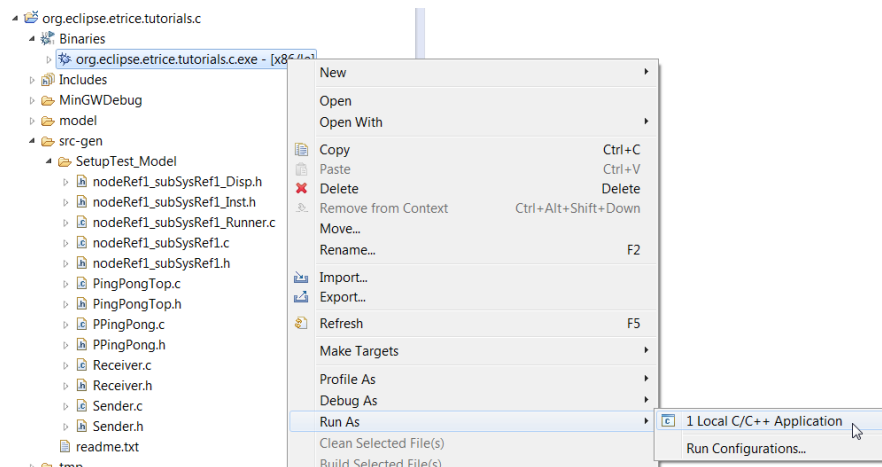 org.eclipse.etrice.tutorials.c
Binaries
org.eclipse.etrice.tutorials.c.exe - [x86/le]
Includes
MinGWDebug
model
src-gen
SetupTest_Model
nodeRef1_subSysRef1_Disp.h
nodeRef1_subSysRef1_Inst.h
nodeRef1_subSysRef1_Runner.c
nodeRef1_subSysRef1.c
nodeRef1_subSysRef1.h
PingPongTop.c
PingPongTop.h
PPingPong.c
PPingPong.h
Receiver.c
Receiver.h
Sender.c
Sender.h
readme.txt
tmp
New
Open
Open With
Copy Ctrl+C
Paste Ctrl+V
Delete Delete
Remove from Context Ctrl+Alt+Shift+Down
Move...
Rename... F2
Import...
Export...
Refresh F5
Make Targets
Profile As
Debug As
Run As
Clean Selected File(s)
Build Selected File(s)
1 Local C/C++ Application
Run Configurations...